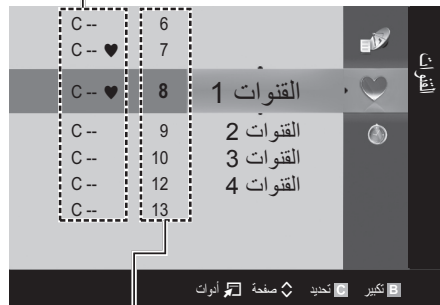 القنوات
C -- 6
C -- ♥ 7
C -- ♥ 8 القنوات 1
C -- 9 القنوات 2
C -- 10 القنوات 3
C -- 12 القنوات 4
C -- 13
B تكبير C تحديد صفحة أدوات